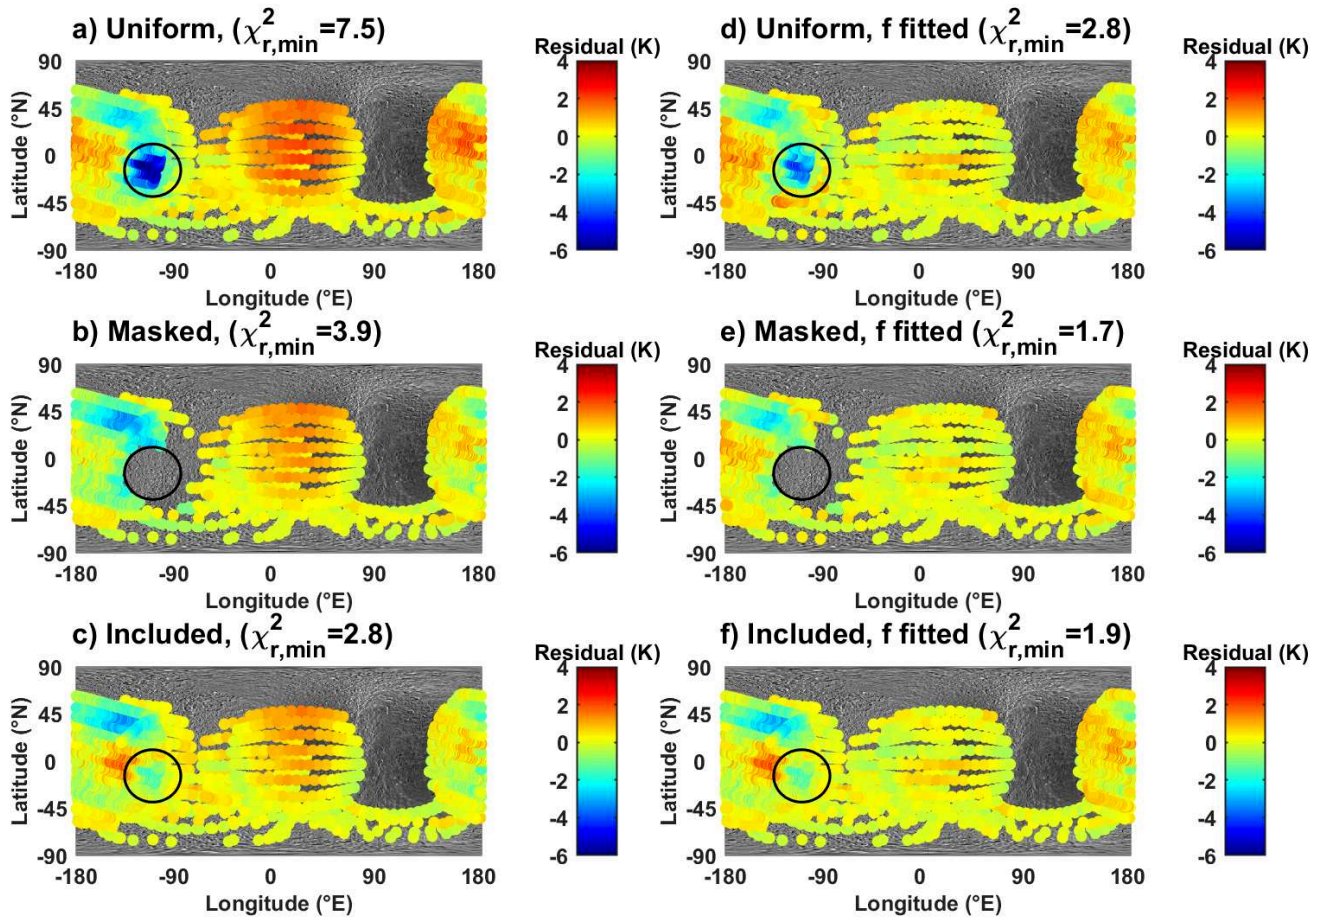 a) Uniform, (χ²r,min=7.5)
Residual (K)
4
2
0
-2
-4
-6
90
45
0
-45
-90
-180 -90 0 90 180
Latitude (°N)
Longitude (°E)
d) Uniform, f fitted (χ²r,min=2.8)
Residual (K)
4
2
0
-2
-4
-6
90
45
0
-45
-90
-180 -90 0 90 180
Latitude (°N)
Longitude (°E)
b) Masked, (χ²r,min=3.9)
Residual (K)
4
2
0
-2
-4
-6
90
45
0
-45
-90
-180 -90 0 90 180
Latitude (°N)
Longitude (°E)
e) Masked, f fitted (χ²r,min=1.7)
Residual (K)
4
2
0
-2
-4
-6
90
45
0
-45
-90
-180 -90 0 90 180
Latitude (°N)
Longitude (°E)
c) Included, (χ²r,min=2.8)
Residual (K)
4
2
0
-2
-4
-6
90
45
0
-45
-90
-180 -90 0 90 180
Latitude (°N)
Longitude (°E)
f) Included, f fitted (χ²r,min=1.9)
Residual (K)
4
2
0
-2
-4
-6
90
45
0
-45
-90
-180 -90 0 90 180
Latitude (°N)
Longitude (°E)